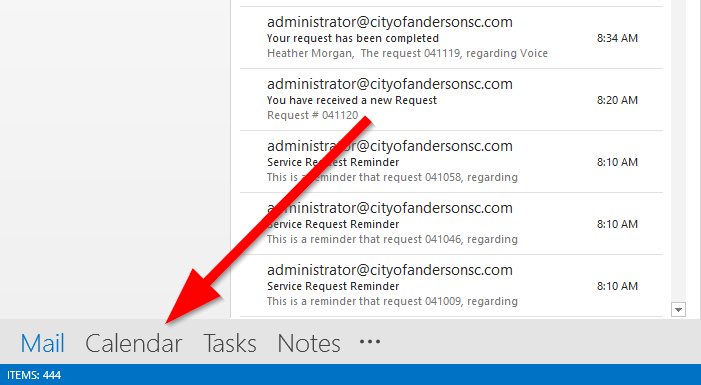 administrator@cityofandersonsc.com
Your request has been completed 8:34 AM
Heather Morgan, The request 041119, regarding Voice
administrator@cityofandersonsc.com
You have received a new Request 8:20 AM
Request # 041120
administrator@cityofandersonsc.com
Service Request Reminder 8:10 AM
This is a reminder that request 041058, regarding
administrator@cityofandersonsc.com
Service Request Reminder 8:10 AM
This is a reminder that request 041046, regarding
administrator@cityofandersonsc.com
Service Request Reminder 8:10 AM
This is a reminder that request 041009, regarding
Mail Calendar Tasks Notes •••
ITEMS: 444